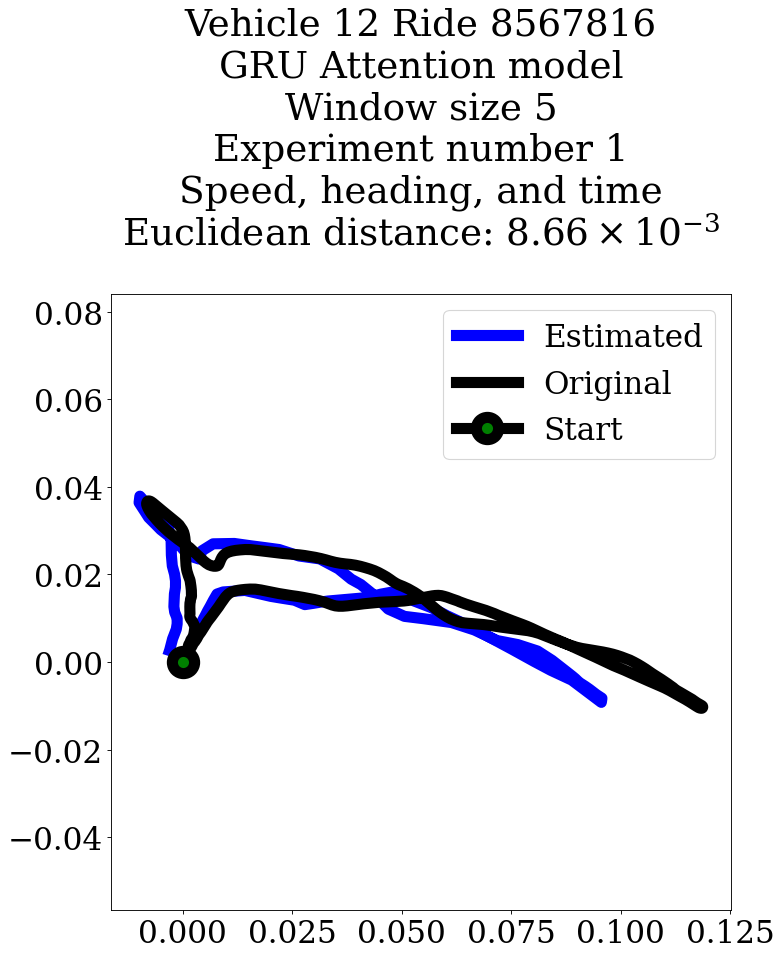 Vehicle 12 Ride 8567816
GRU Attention model
Window size 5
Experiment number 1
Speed, heading, and time
Euclidean distance: 8.66 × 10⁻³
Estimated
Original
Start
0.08
0.06
0.04
0.02
0.00
−0.02
−0.04
0.000 0.025 0.050 0.075 0.100 0.125